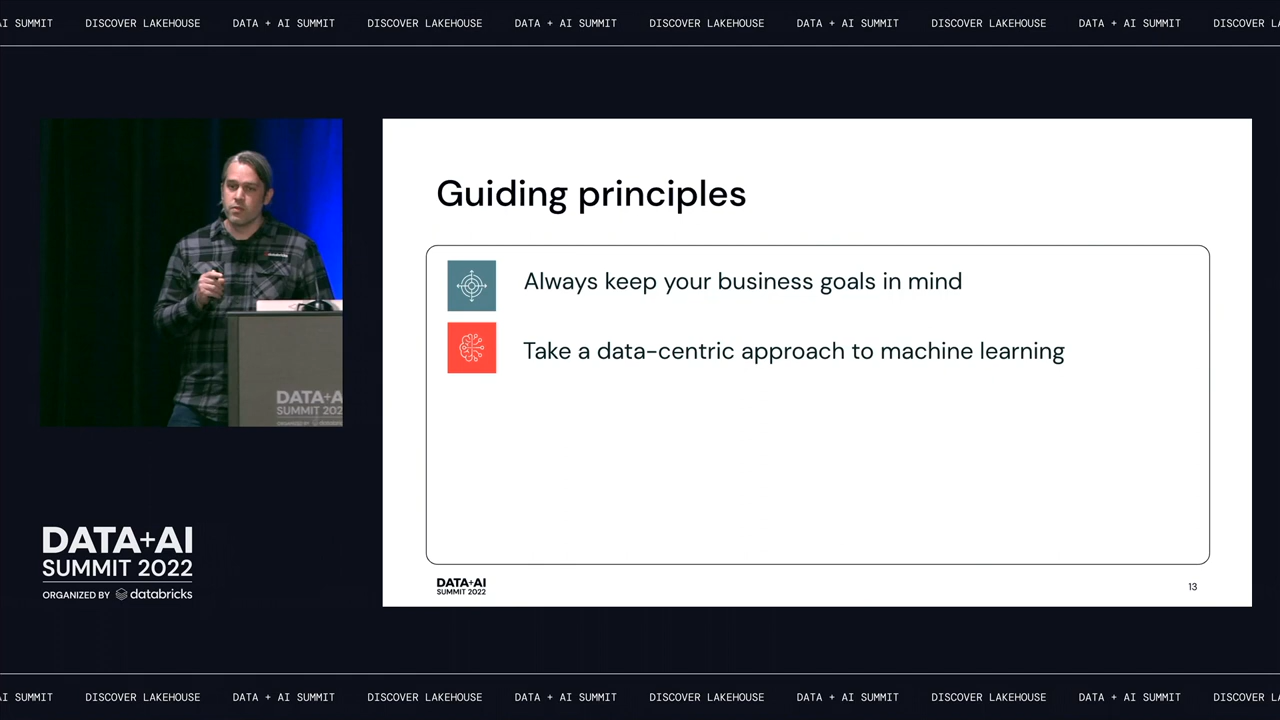 AI SUMMIT DISCOVER LAKEHOUSE DATA + AI SUMMIT DISCOVER LAKEHOUSE DATA + AI SUMMIT DISCOVER LAKEHOUSE DATA + AI SUMMIT DISCOVER LAKEHOUSE DATA + AI SUMMIT DISCOVER
Guiding principles
Always keep your business goals in mind
Take a data-centric approach to machine learning
databricks
DATA+A
SUMMIT 202
ORGANIZED BY
DATA+AI
SUMMIT 2022
ORGANIZED BY databricks
DATA+AI
SUMMIT 2022
13
AI SUMMIT DISCOVER LAKEHOUSE DATA + AI SUMMIT DISCOVER LAKEHOUSE DATA + AI SUMMIT DISCOVER LAKEHOUSE DATA + AI SUMMIT DISCOVER LAKEHOUSE DATA + AI SUMMIT DISCOVER